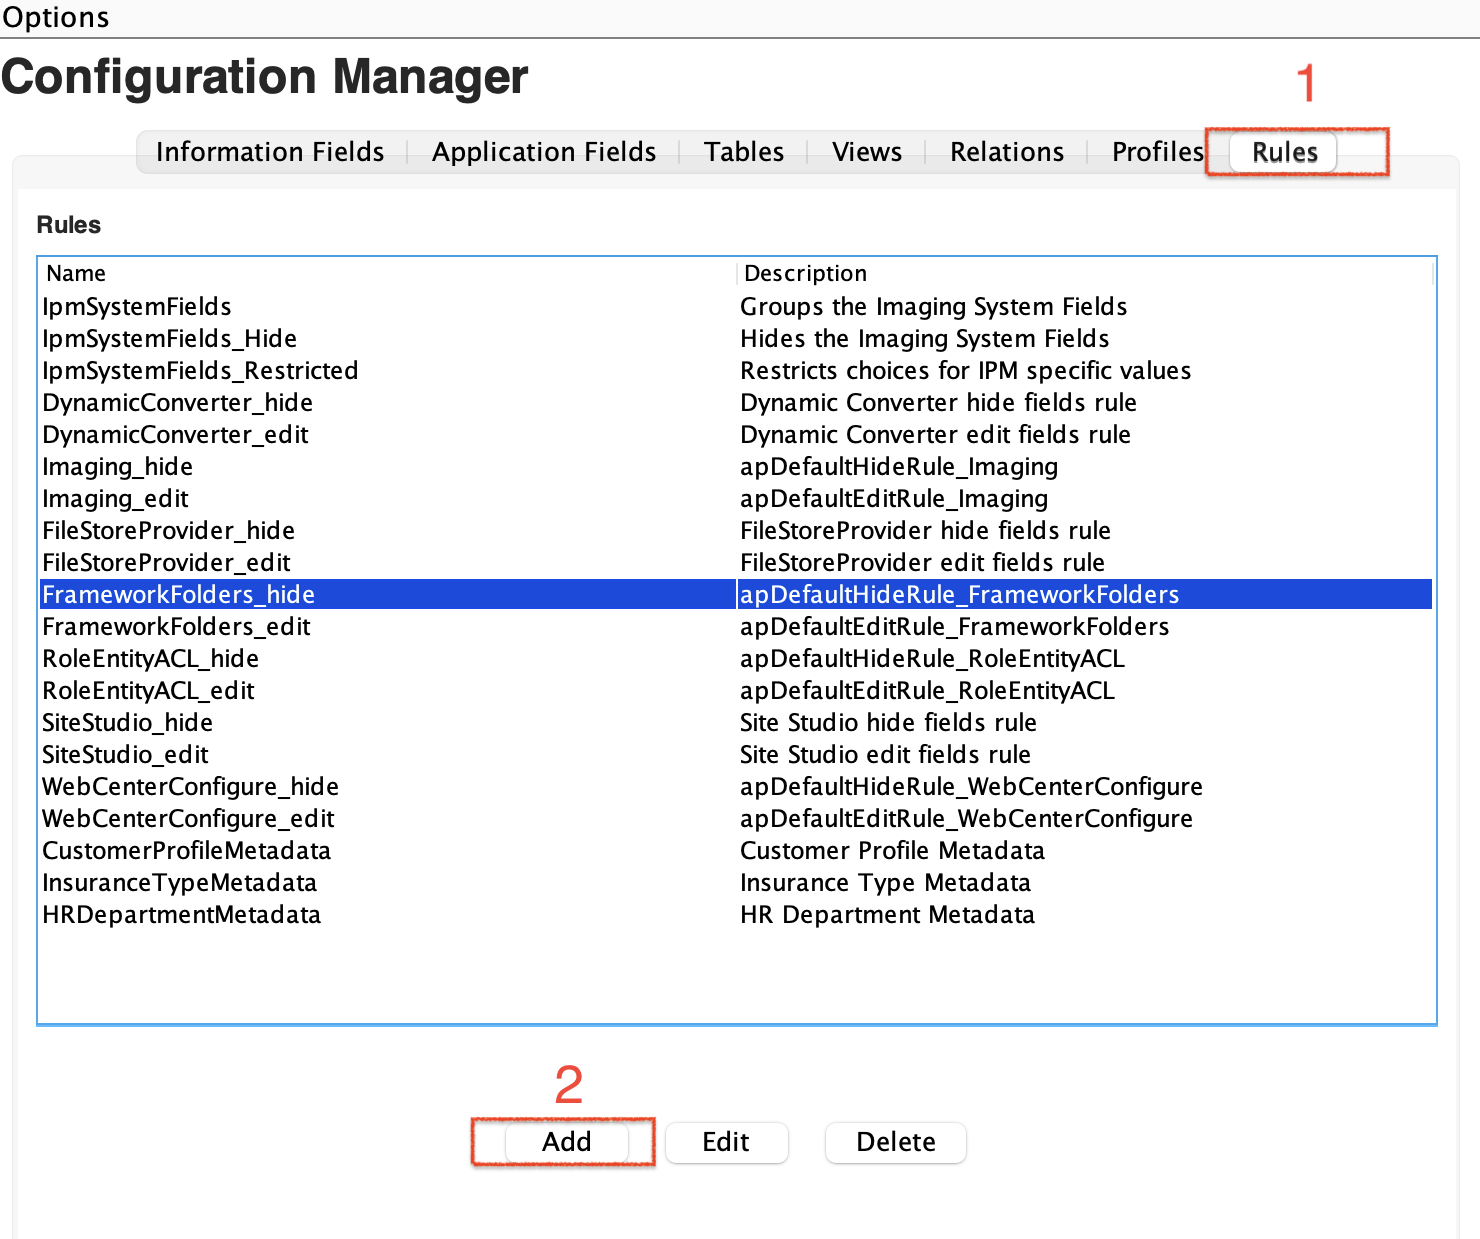 Options
Configuration Manager
1
Information Fields Application Fields Tables Views Relations Profiles Rules
Rules
Name Description
IpmSystemFields Groups the Imaging System Fields
IpmSystemFields_Hide Hides the Imaging System Fields
IpmSystemFields_Restricted Restricts choices for IPM specific values
DynamicConverter_hide Dynamic Converter hide fields rule
DynamicConverter_edit Dynamic Converter edit fields rule
Imaging_hide apDefaultHideRule_Imaging
Imaging_edit apDefaultEditRule_Imaging
FileStoreProvider_hide FileStoreProvider hide fields rule
FileStoreProvider_edit FileStoreProvider edit fields rule
FrameworkFolders_hide apDefaultHideRule_FrameworkFolders
FrameworkFolders_edit apDefaultEditRule_FrameworkFolders
RoleEntityACL_hide apDefaultHideRule_RoleEntityACL
RoleEntityACL_edit apDefaultEditRule_RoleEntityACL
SiteStudio_hide Site Studio hide fields rule
SiteStudio_edit Site Studio edit fields rule
WebCenterConfigure_hide apDefaultHideRule_WebCenterConfigure
WebCenterConfigure_edit apDefaultEditRule_WebCenterConfigure
CustomerProfileMetadata Customer Profile Metadata
InsuranceTypeMetadata Insurance Type Metadata
HRDepartmentMetadata HR Department Metadata
2
Add Edit Delete